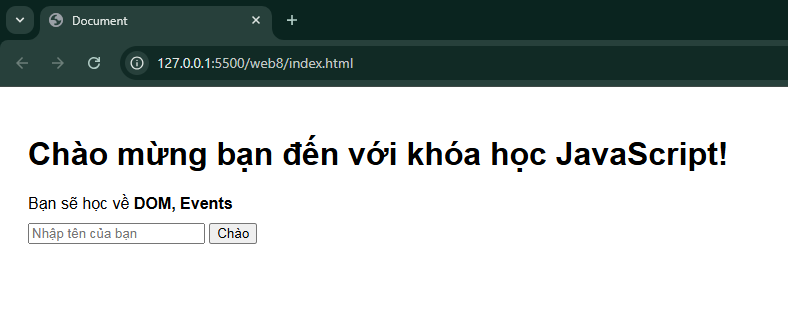 Document
127.0.0.1:5500/web8/index.html
Chào mừng bạn đến với khóa học JavaScript!
Bạn sẽ học về DOM, Events
Nhập tên của bạn Chào